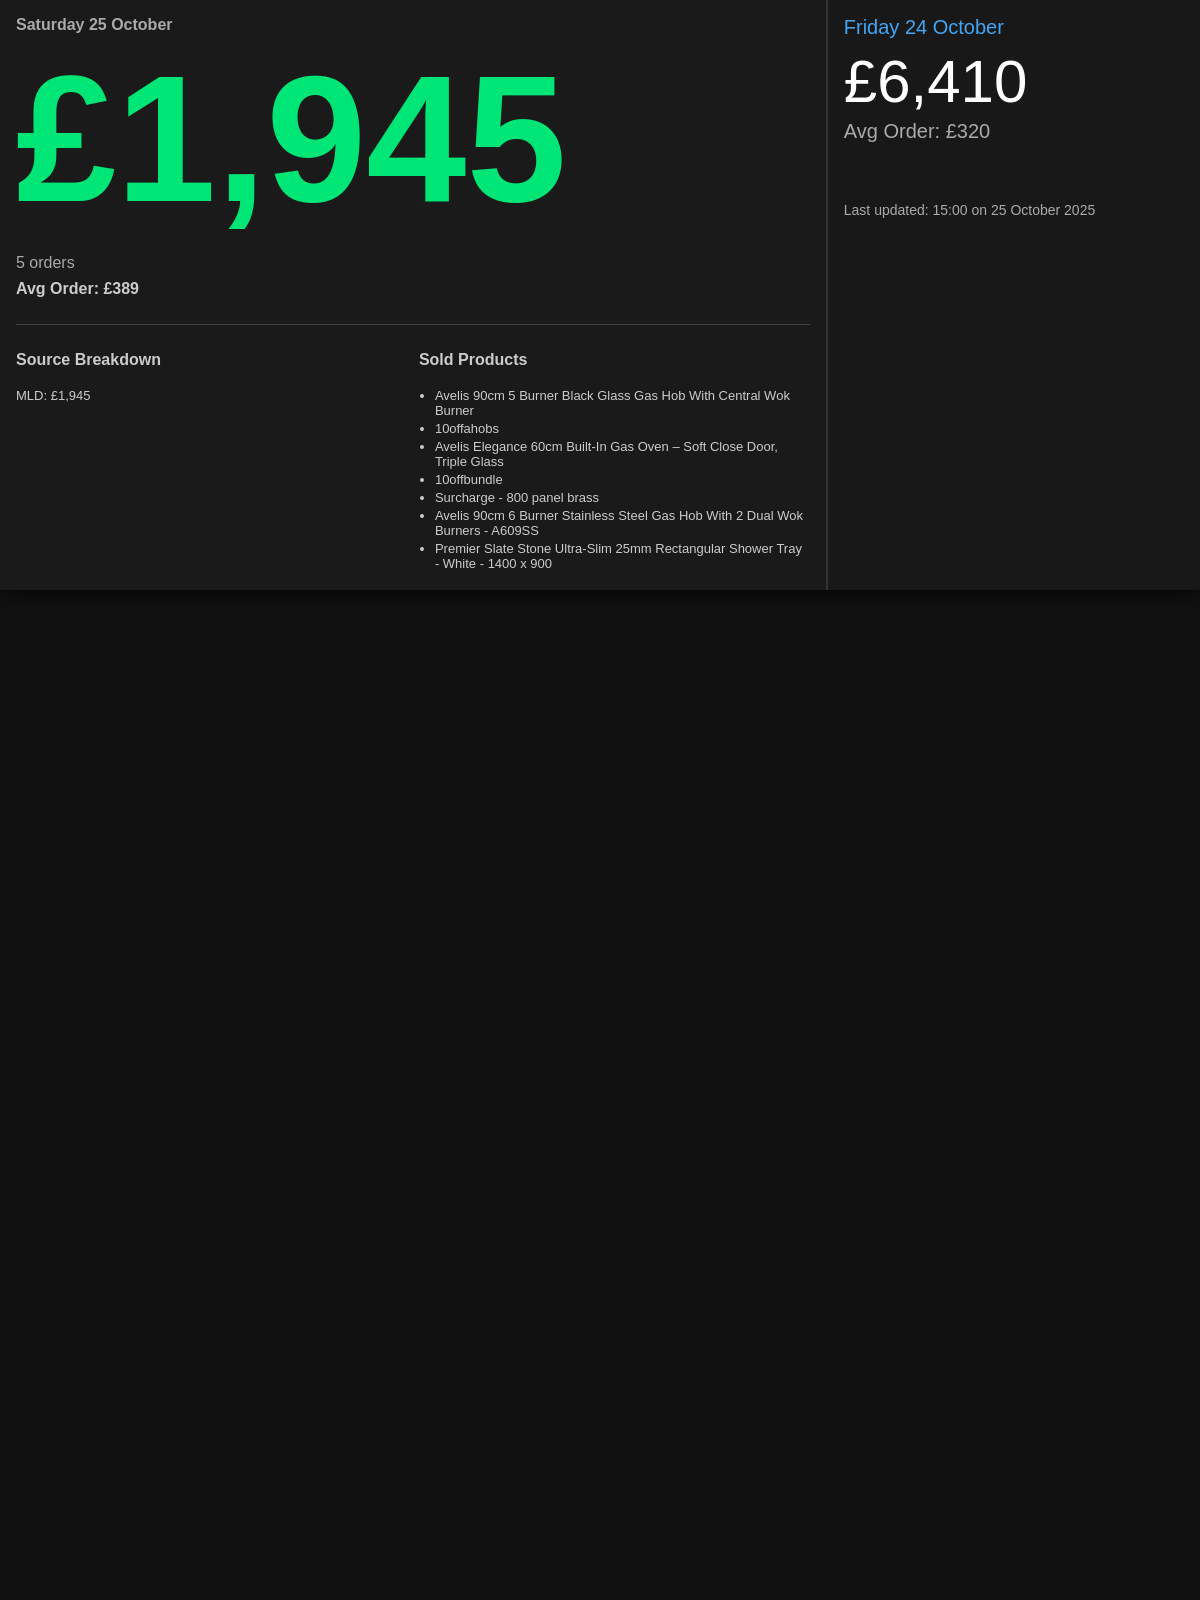 Saturday 25 October
£1,945
5 orders
Avg Order: £389
Source Breakdown
MLD: £1,945
Sold Products
• Avelis 90cm 5 Burner Black Glass Gas Hob With Central Wok
Burner
• 10offahobs
• Avelis Elegance 60cm Built-In Gas Oven – Soft Close Door,
Triple Glass
• 10offbundle
• Surcharge - 800 panel brass
• Avelis 90cm 6 Burner Stainless Steel Gas Hob With 2 Dual Wok
Burners - A609SS
• Premier Slate Stone Ultra-Slim 25mm Rectangular Shower Tray
- White - 1400 x 900
Friday 24 October
£6,410
Avg Order: £320
Last updated: 15:00 on 25 October 2025